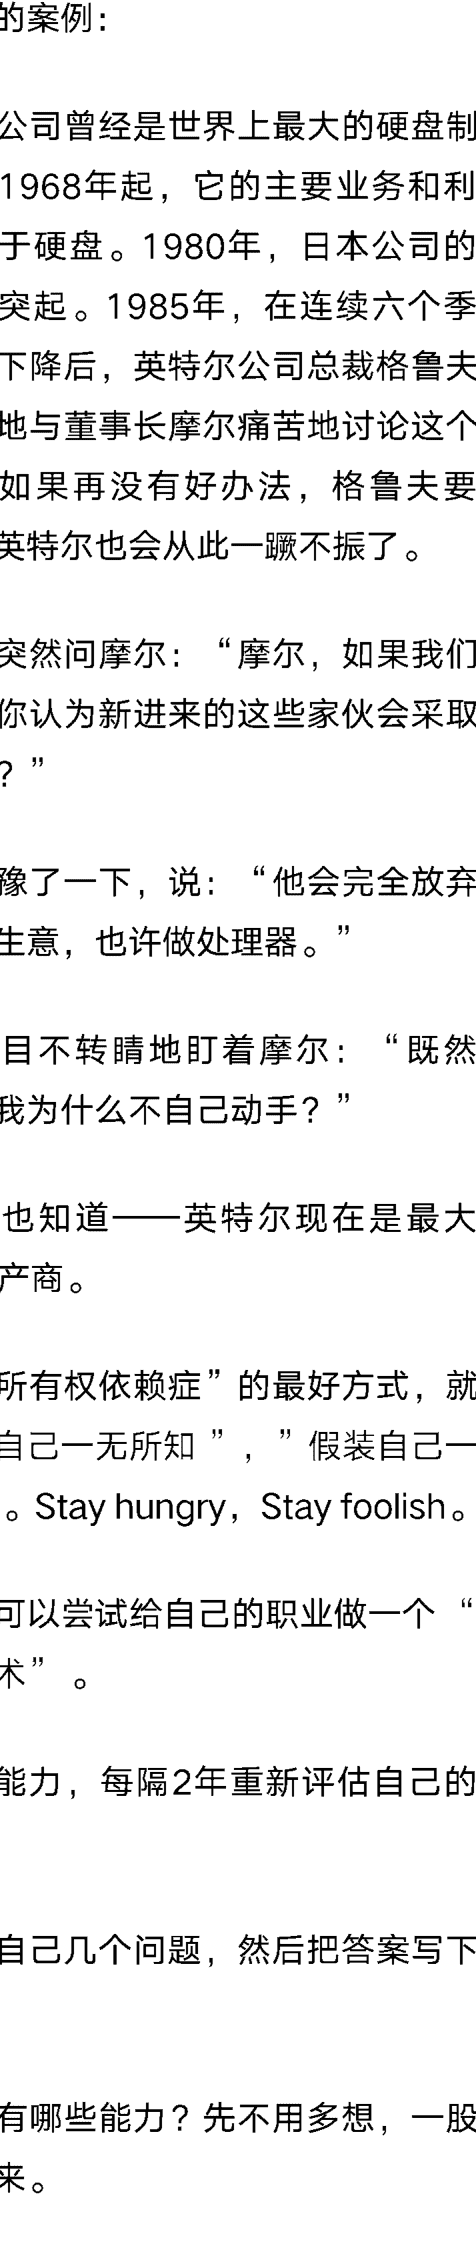 的案例：
公司曾经是世界上最大的硬盘制
1968年起，它的主要业务和利
于硬盘。1980年，日本公司的
突起。1985年，在连续六个季
下降后，英特尔公司总裁格鲁夫
地与董事长摩尔痛苦地讨论这个
如果再没有好办法，格鲁夫要
英特尔也会从此一蹶不振了。
突然问摩尔：“摩尔，如果我们
你认为新进来的这些家伙会采取
？”
豫了一下，说：“他会完全放弃
生意，也许做处理器。”
目不转睛地盯着摩尔：“既然
我为什么不自己动手？”
也知道——英特尔现在是最大
产商。
所有权依赖症”的最好方式，就
自己一无所知 ”，”假装自己一
。Stay hungry，Stay foolish。
可以尝试给自己的职业做一个 “
术” 。
能力，每隔2年重新评估自己的
自己几个问题，然后把答案写下
有哪些能力？先不用多想，一股
来。